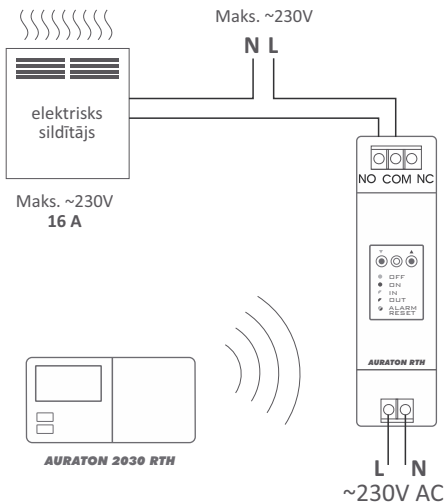 Maks. ~230V
N L
elektrisks
sildītājs
Maks. ~230V
16 A
NO COM NC
OFF
ON
IN
OUT
ALARM
RESET
AURATON RTH
AURATON 2030 RTH
L N
~230V AC